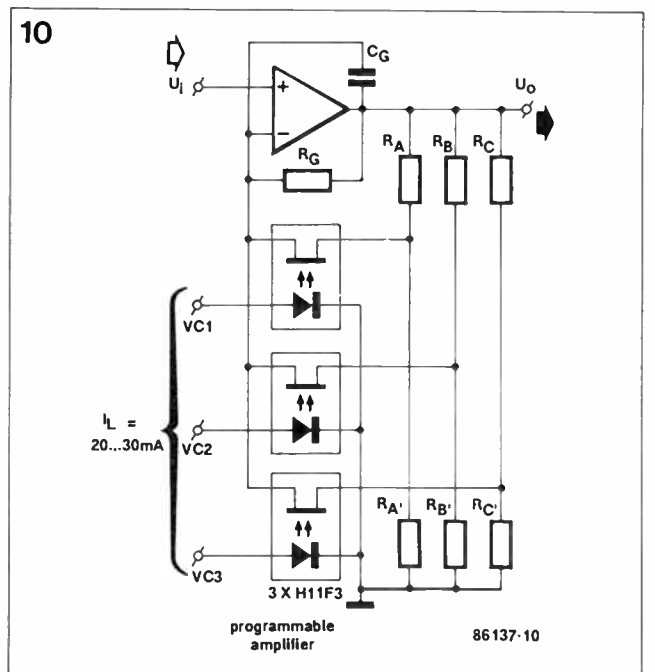 10
CG
Ui
+
−
Uo
RG
RA
RB
RC
VC1
IL =
20...30mA
VC2
RA'
RB'
RC'
VC3
3 X H11F3
programmable
amplifier
86137-10